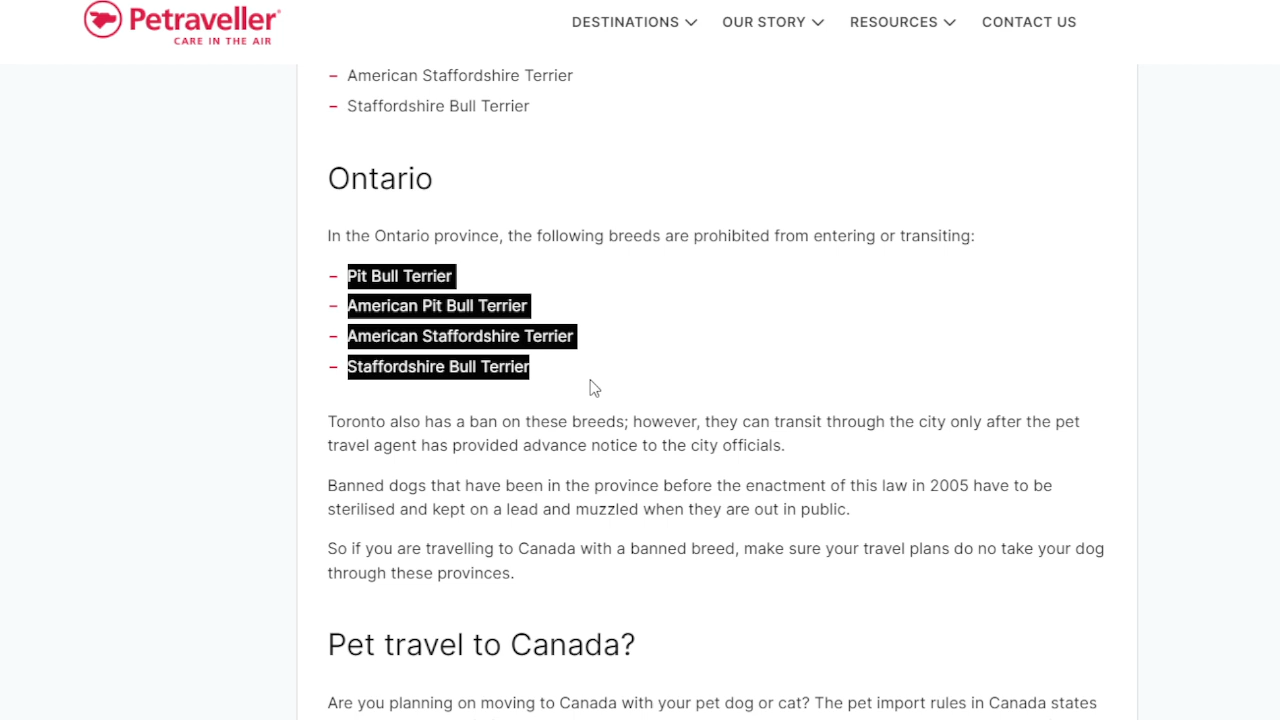 Petraveller
CARE IN THE AIR
DESTINATIONS
OUR STORY
RESOURCES
CONTACT US
– American Staffordshire Terrier
– Staffordshire Bull Terrier
Ontario
In the Ontario province, the following breeds are prohibited from entering or transiting:
– Pit Bull Terrier
– American Pit Bull Terrier
– American Staffordshire Terrier
– Staffordshire Bull Terrier
Toronto also has a ban on these breeds; however, they can transit through the city only after the pet
travel agent has provided advance notice to the city officials.
Banned dogs that have been in the province before the enactment of this law in 2005 have to be
sterilised and kept on a lead and muzzled when they are out in public.
So if you are travelling to Canada with a banned breed, make sure your travel plans do no take your dog
through these provinces.
Pet travel to Canada?
Are you planning on moving to Canada with your pet dog or cat? The pet import rules in Canada states